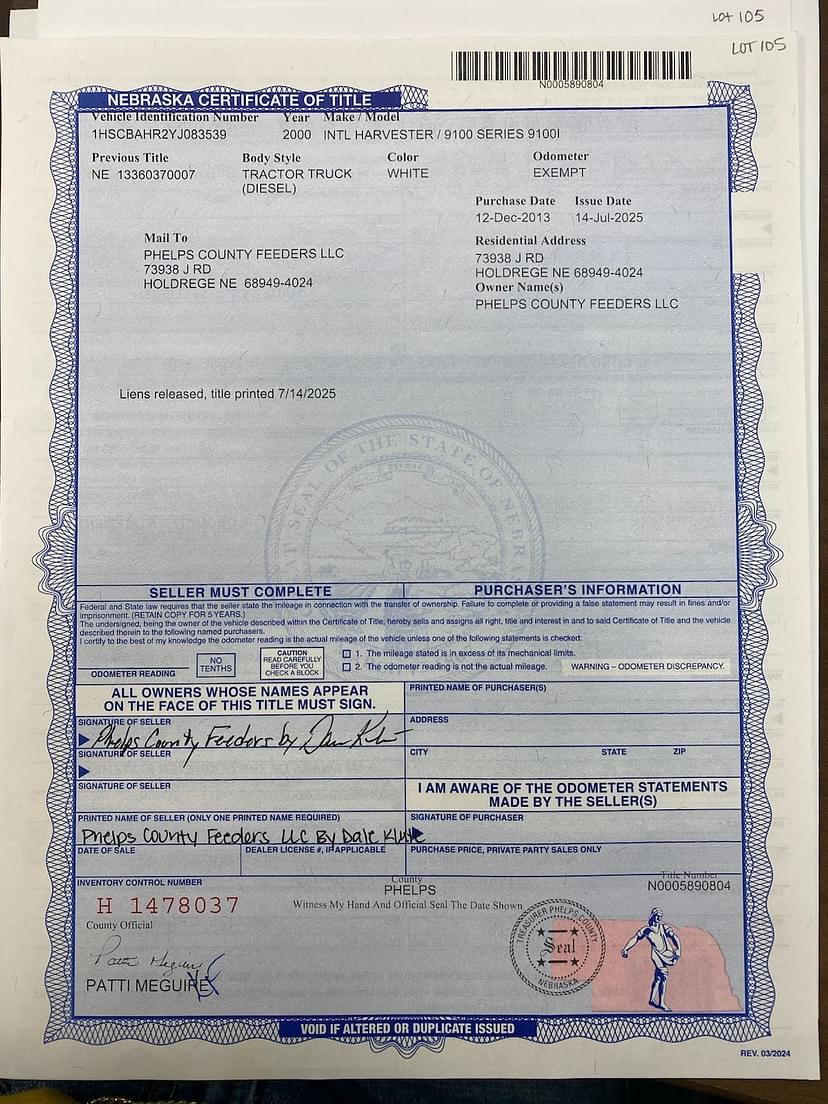 LOT 105
LOT 105
N0005890804
NEBRASKA CERTIFICATE OF TITLE
Vehicle Identification Number Year Make / Model
1HSCBAHR2YJ083539 2000 INTL HARVESTER / 9100 SERIES 9100I
Previous Title Body Style Color Odometer
NE 13360370007 TRACTOR TRUCK WHITE EXEMPT
(DIESEL)
Purchase Date Issue Date
12-Dec-2013 14-Jul-2025
Mail To
PHELPS COUNTY FEEDERS LLC
73938 J RD
HOLDREGE NE 68949-4024
Residential Address
73938 J RD
HOLDREGE NE 68949-4024
Owner Name(s)
PHELPS COUNTY FEEDERS LLC
Liens released, title printed 7/14/2025
SEAL OF THE STATE OF NEBRA
SELLER MUST COMPLETE PURCHASER'S INFORMATION
Federal and State law requires that the seller state the mileage in connection with the transfer of ownership. Failure to complete or providing a false statement may result in fines and/or
imprisonment. (RETAIN COPY FOR 5 YEARS.)
The undersigned, being the owner of the vehicle described within the Certificate of Title, hereby sells and assigns all right, title and interest in and to said Certificate of Title and the vehicle
described therein to the following named purchasers.
I certify to the best of my knowledge the odometer reading is the actual mileage of the vehicle unless one of the following statements is checked:
ODOMETER READING
NO
TENTHS
CAUTION
READ CAREFULLY
BEFORE YOU
CHECK A BLOCK
1. The mileage stated is in excess of its mechanical limits.
2. The odometer reading is not the actual mileage.
WARNING – ODOMETER DISCREPANCY.
ALL OWNERS WHOSE NAMES APPEAR
ON THE FACE OF THIS TITLE MUST SIGN.
SIGNATURE OF SELLER
Phelps County Feeders by
SIGNATURE OF SELLER
SIGNATURE OF SELLER
PRINTED NAME OF SELLER (ONLY ONE PRINTED NAME REQUIRED)
Phelps County Feeders LLC By Dale Klute
DATE OF SALE DEALER LICENSE #, IF APPLICABLE
PRINTED NAME OF PURCHASER(S)
ADDRESS
CITY STATE ZIP
I AM AWARE OF THE ODOMETER STATEMENTS
MADE BY THE SELLER(S)
SIGNATURE OF PURCHASER
PURCHASE PRICE, PRIVATE PARTY SALES ONLY
INVENTORY CONTROL NUMBER
H 1478037
County
PHELPS
Title Number
N0005890804
Witness My Hand And Official Seal The Date Shown
County Official
Patti Meguire
PATTI MEGUIRE
TREASURER PHELPS COUNTY
Seal
NEBRASKA
VOID IF ALTERED OR DUPLICATE ISSUED
REV. 03/2024